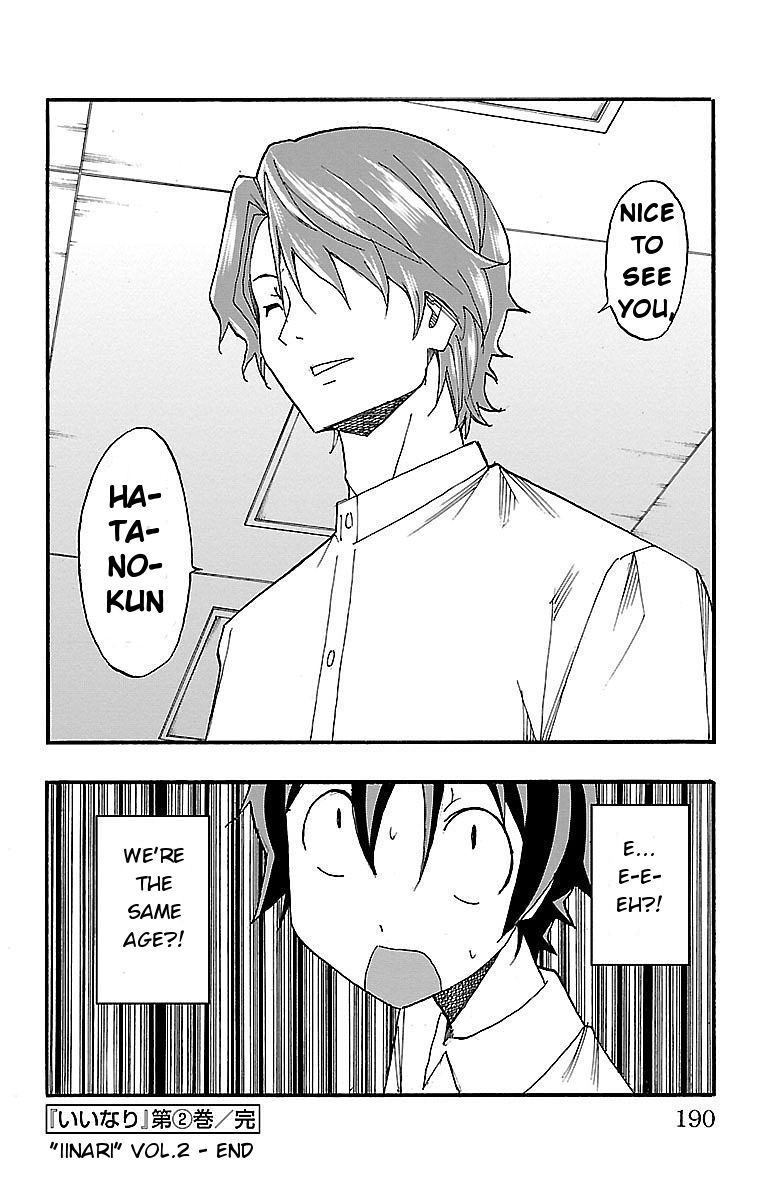 NICE
TO
SEE
YOU,
HA-
TA-
NO-
KUN
E...
E-E-
EH?!
WE'RE
THE
SAME
AGE?!
『いいなり』第②巻／完
190
"IINARI" VOL.2 - END